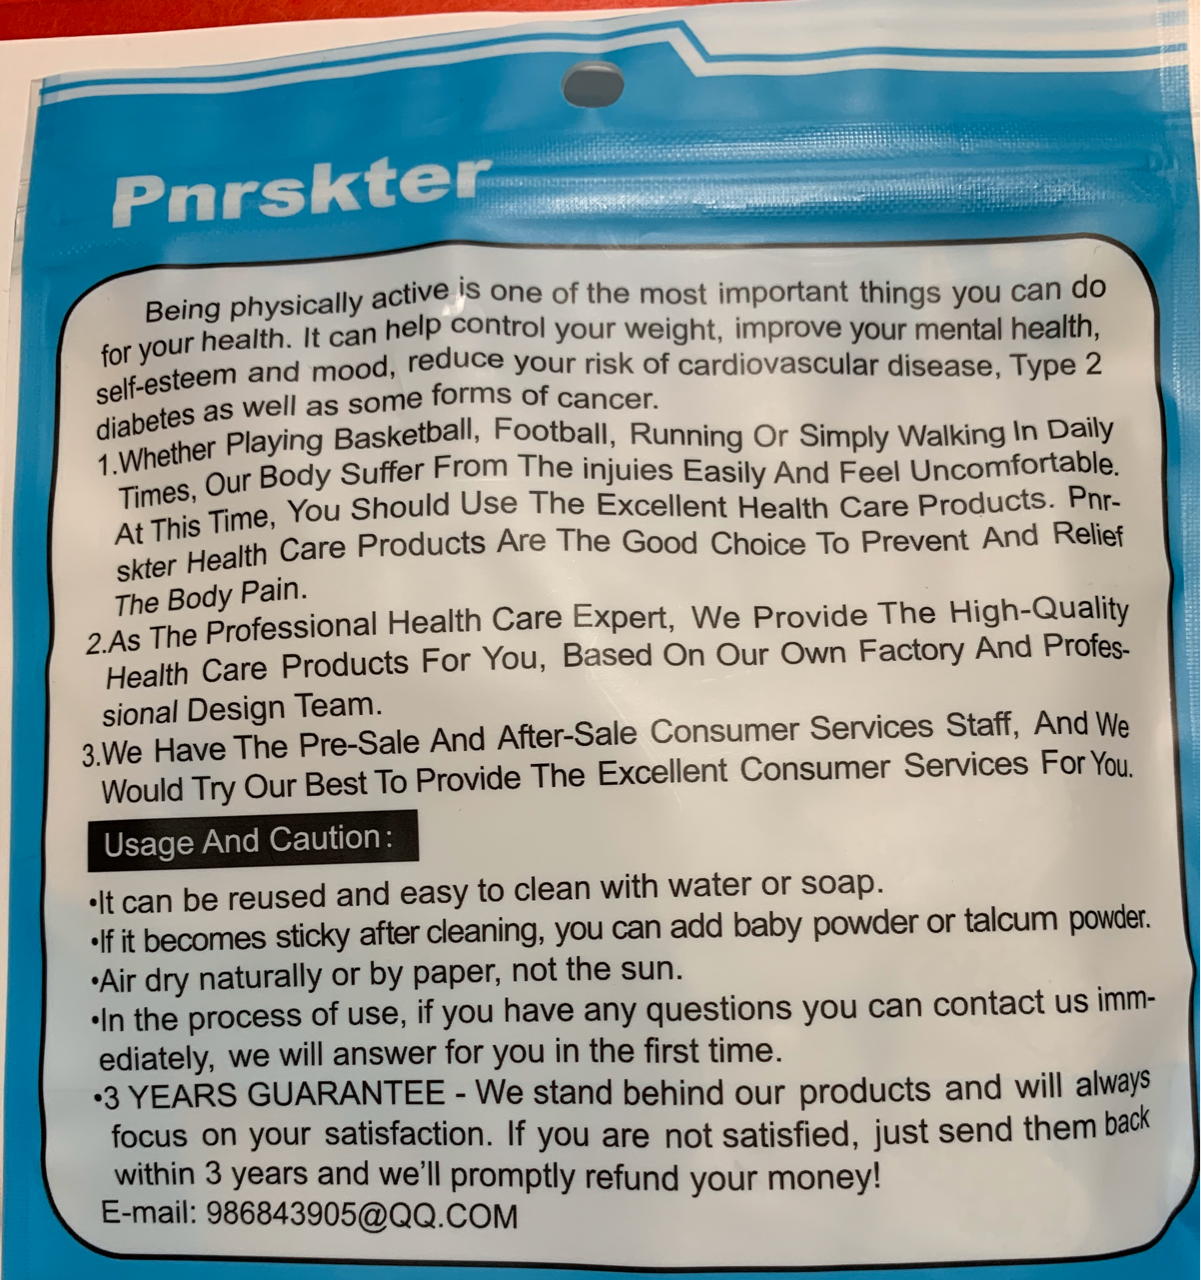 Pnrskter
Being physically active is one of the most important things you can do
for your health. It can help control your weight, improve your mental health,
self-esteem and mood, reduce your risk of cardiovascular disease, Type 2
diabetes as well as some forms of cancer.
1.Whether Playing Basketball, Football, Running Or Simply Walking In Daily
Times, Our Body Suffer From The injuies Easily And Feel Uncomfortable.
At This Time, You Should Use The Excellent Health Care Products. Pnr-
skter Health Care Products Are The Good Choice To Prevent And Relief
The Body Pain.
2.As The Professional Health Care Expert, We Provide The High-Quality
Health Care Products For You, Based On Our Own Factory And Profes-
sional Design Team.
3.We Have The Pre-Sale And After-Sale Consumer Services Staff, And We
Would Try Our Best To Provide The Excellent Consumer Services For You.
Usage And Caution:
•It can be reused and easy to clean with water or soap.
•If it becomes sticky after cleaning, you can add baby powder or talcum powder.
•Air dry naturally or by paper, not the sun.
•In the process of use, if you have any questions you can contact us imm-
ediately, we will answer for you in the first time.
•3 YEARS GUARANTEE - We stand behind our products and will always
focus on your satisfaction. If you are not satisfied, just send them back
within 3 years and we'll promptly refund your money!
E-mail: 986843905@QQ.COM